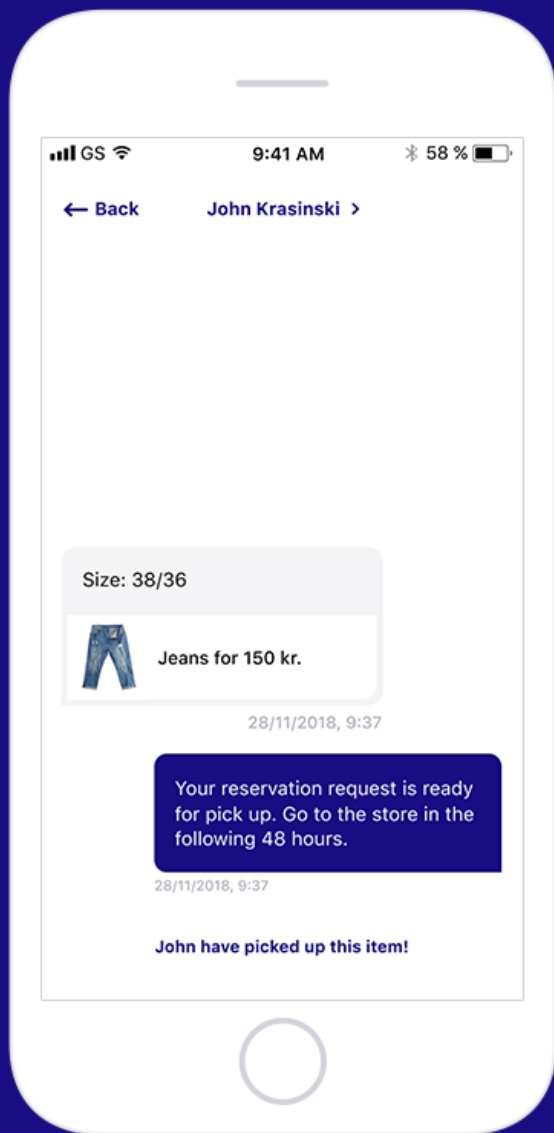 GS 9:41 AM 58 %
← Back John Krasinski >
Size: 38/36
Jeans for 150 kr.
28/11/2018, 9:37
Your reservation request is ready
for pick up. Go to the store in the
following 48 hours.
28/11/2018, 9:37
John have picked up this item!